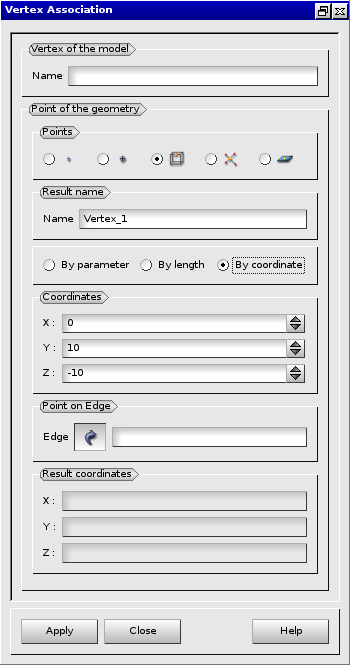 Vertex Association
Vertex of the model
Name
Point of the geometry
Points
Result name
Name Vertex_1
By parameter By length By coordinate
Coordinates
X : 0
Y : 10
Z : -10
Point on Edge
Edge
Result coordinates
X :
Y :
Z :
Apply Close Help